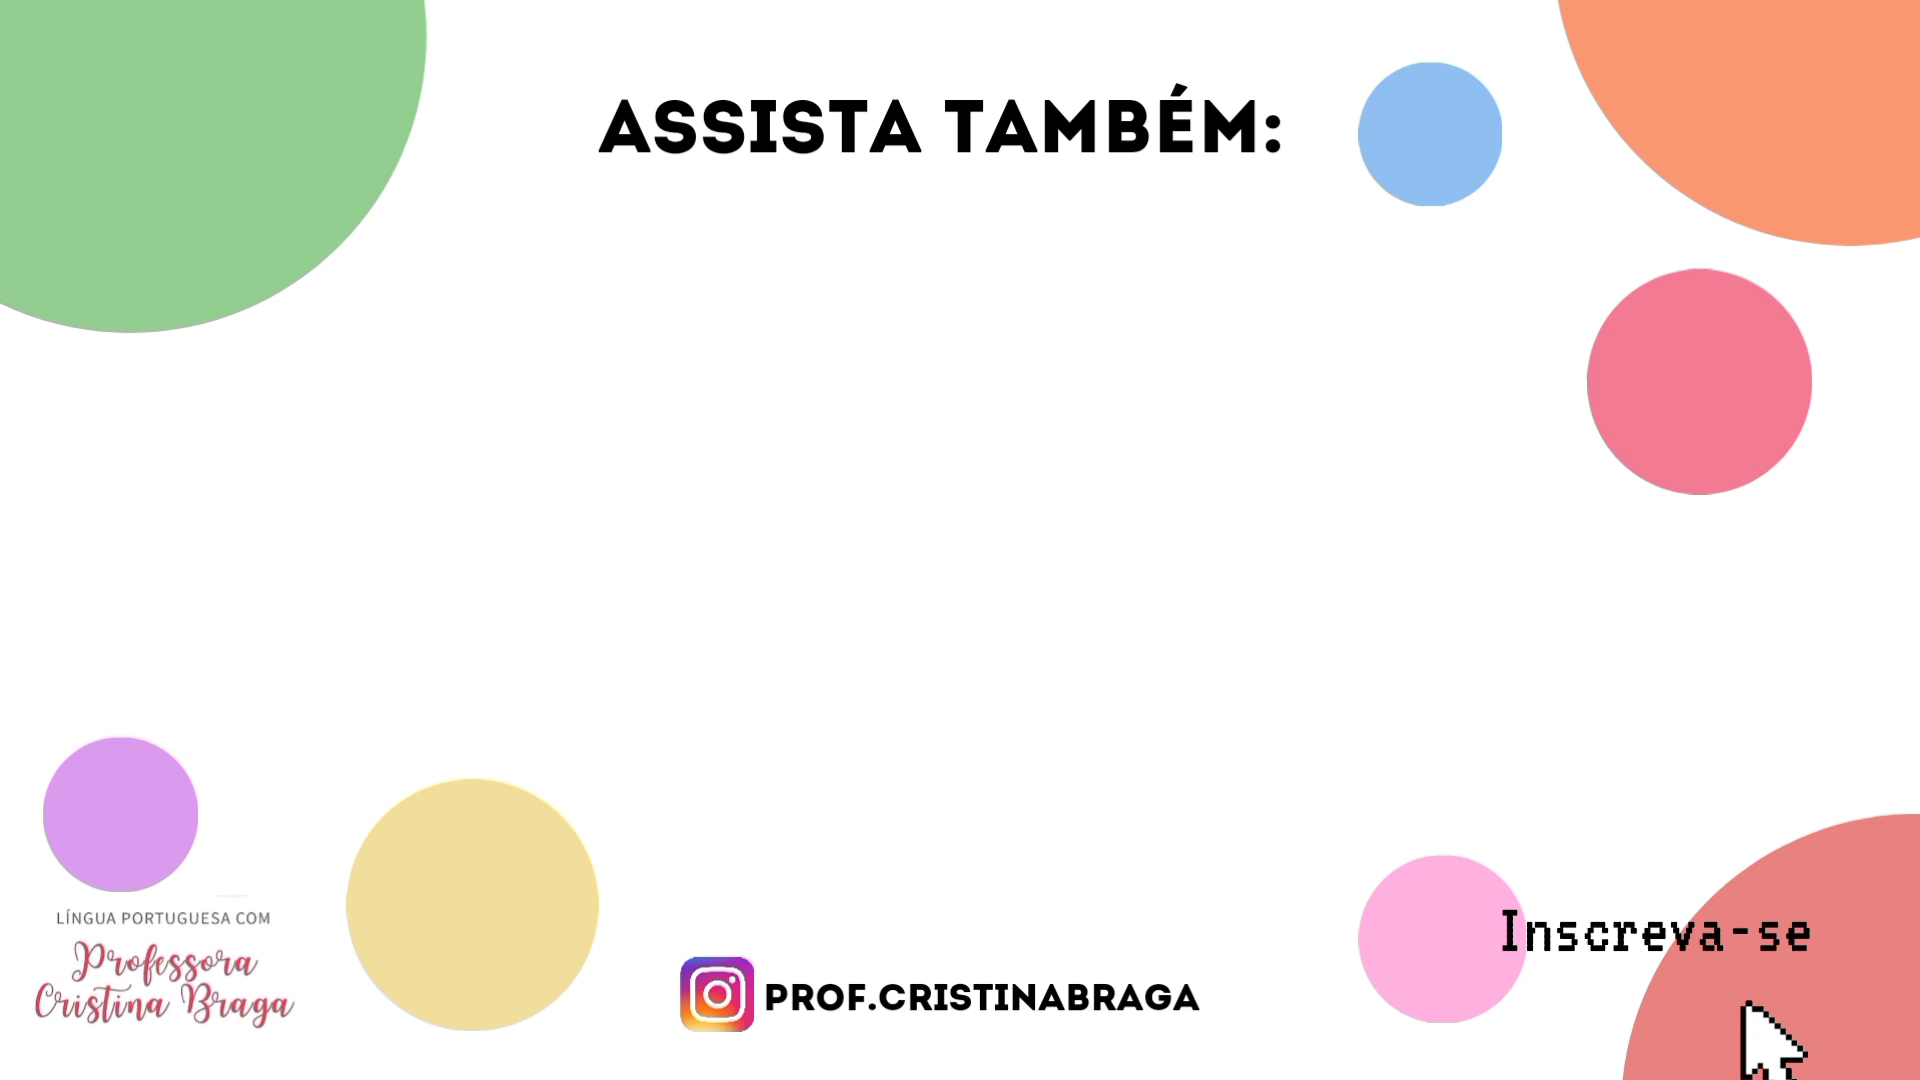 ASSISTA TAMBÉM:
LÍNGUA PORTUGUESA COM
Professora
Cristina Braga
PROF.CRISTINABRAGA
Inscreva-se